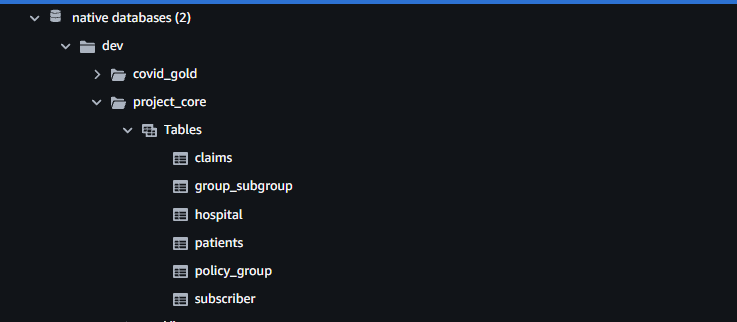 native databases (2)
dev
covid_gold
project_core
Tables
claims
group_subgroup
hospital
patients
policy_group
subscriber